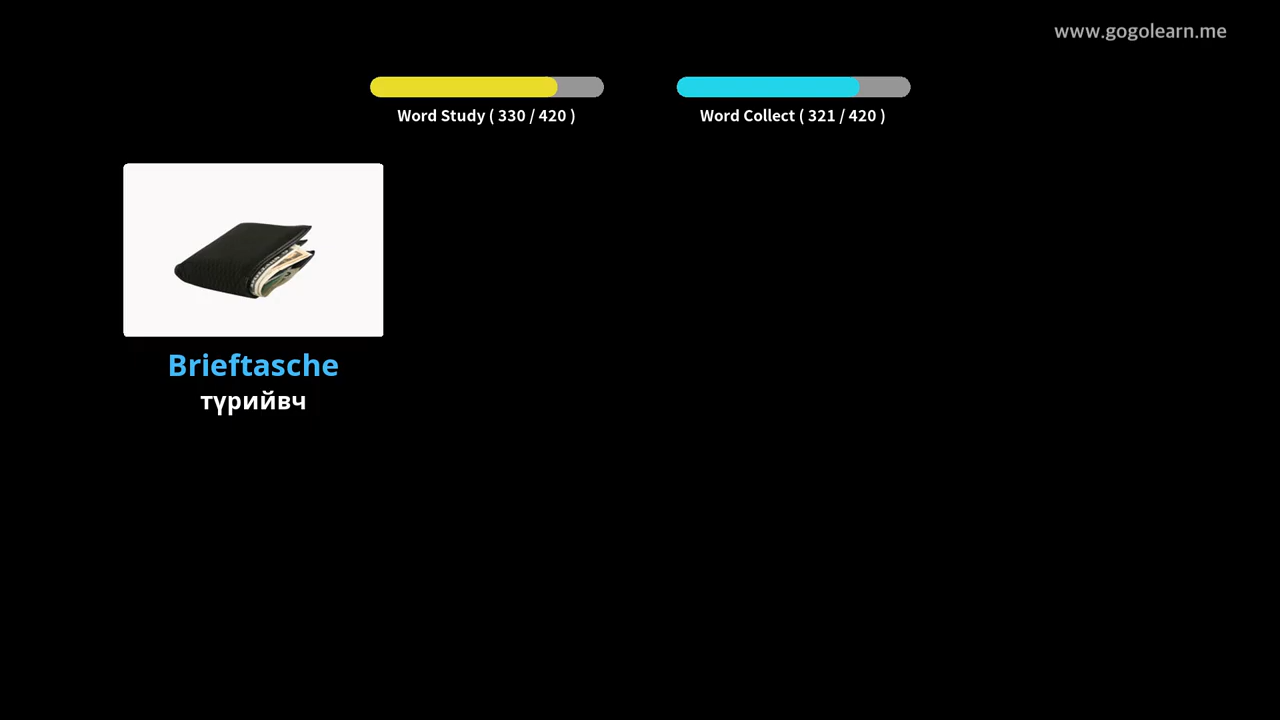 www.gogolearn.me
Word Study ( 330 / 420 )
Word Collect ( 321 / 420 )
Brieftasche
түрийвч